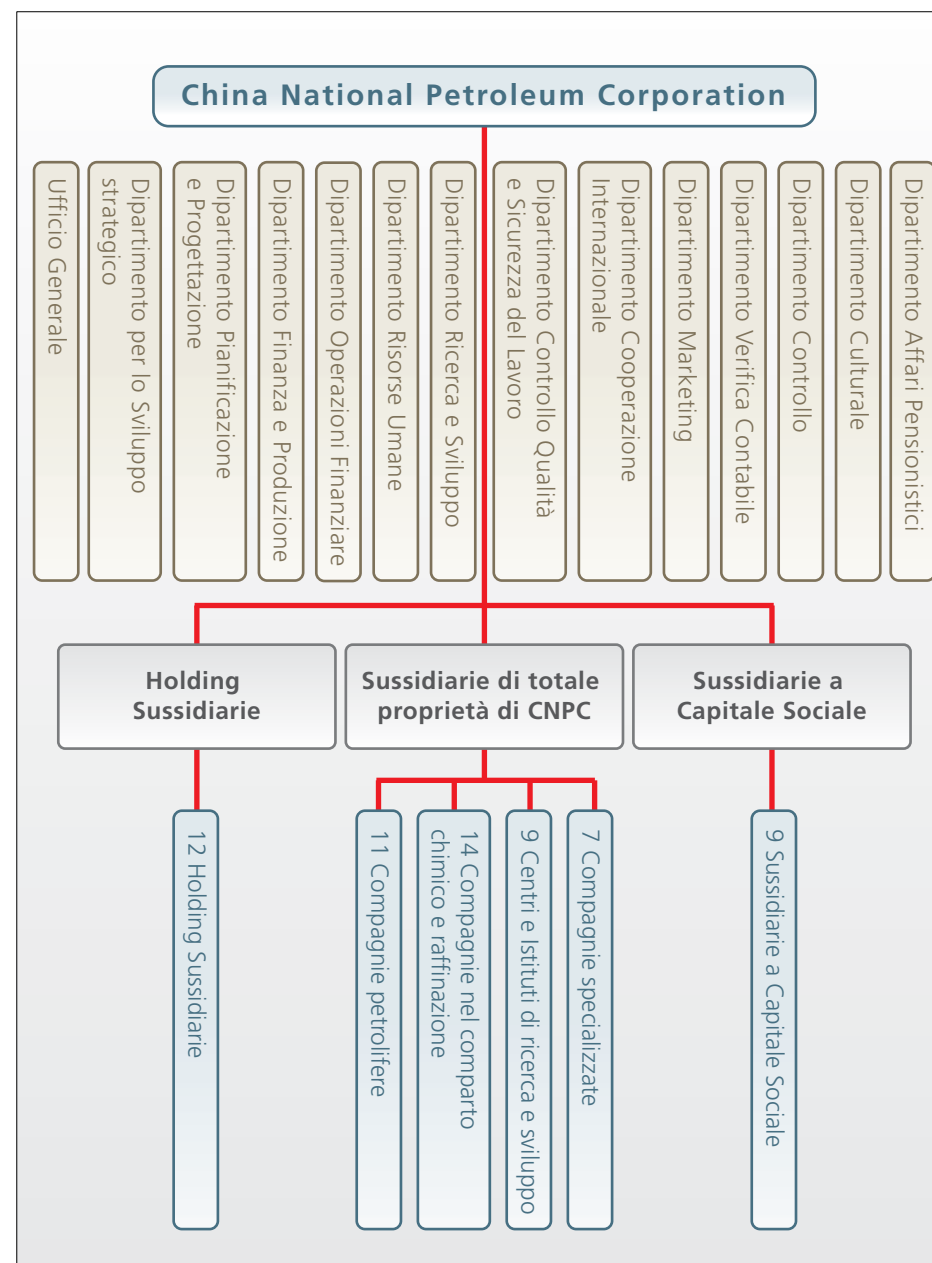 China National Petroleum Corporation
Ufficio Generale
Dipartimento per lo Sviluppo
strategico
Dipartimento Pianificazione
e Progettazione
Dipartimento Finanza e Produzione
Dipartimento Operazioni Finanziare
Dipartimento Risorse Umane
Dipartimento Ricerca e Sviluppo
Dipartimento Controllo Qualità
e Sicurezza del Lavoro
Dipartimento Cooperazione
Internazionale
Dipartimento Marketing
Dipartimento Verifica Contabile
Dipartimento Controllo
Dipartimento Culturale
Dipartimento Affari Pensionistici
Holding
Sussidiarie
Sussidiarie di totale
proprietà di CNPC
Sussidiarie a
Capitale Sociale
12 Holding Sussidiarie
11 Compagnie petrolifere
14 Compagnie nel comparto
chimico e raffinazione
9 Centri e Istituti di ricerca e sviluppo
7 Compagnie specializzate
9 Sussidiarie a Capitale Sociale